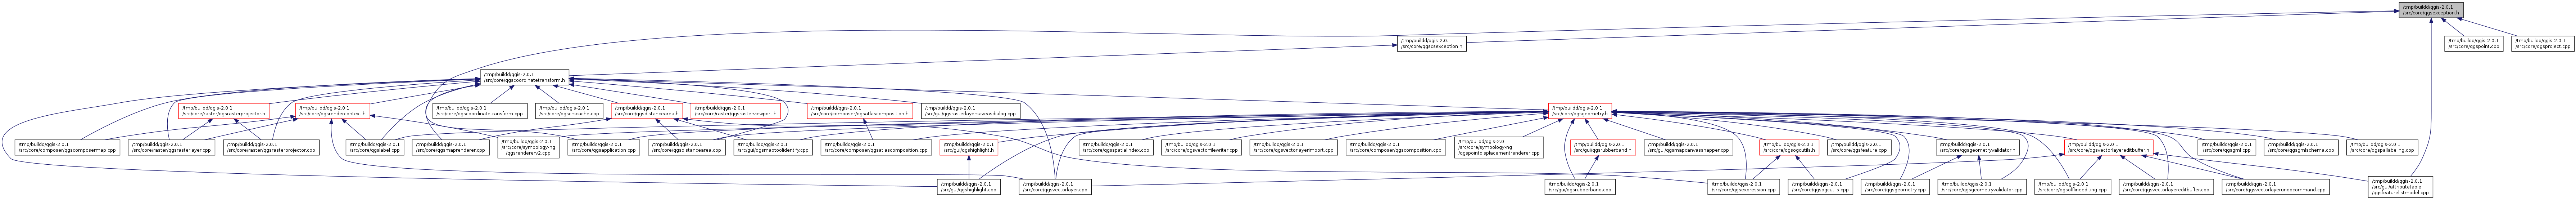 /tmp/buildd/qgis-2.0.1
/src/core/qgsexception.h
/tmp/buildd/qgis-2.0.1
/src/core/qgscsexception.h
/tmp/buildd/qgis-2.0.1
/src/core/qgspoint.cpp
/tmp/buildd/qgis-2.0.1
/src/core/qgsproject.cpp
/tmp/buildd/qgis-2.0.1
/src/core/qgscoordinatetransform.h
/tmp/buildd/qgis-2.0.1
/src/core/raster/qgsrasterprojector.h
/tmp/buildd/qgis-2.0.1
/src/core/qgsrendercontext.h
/tmp/buildd/qgis-2.0.1
/src/core/qgscoordinatetransform.cpp
/tmp/buildd/qgis-2.0.1
/src/core/qgscrscache.cpp
/tmp/buildd/qgis-2.0.1
/src/core/qgsdistancearea.h
/tmp/buildd/qgis-2.0.1
/src/core/raster/qgsrasterviewport.h
/tmp/buildd/qgis-2.0.1
/src/core/composer/qgsatlascomposition.h
/tmp/buildd/qgis-2.0.1
/src/gui/qgsrasterlayersaveasdialog.cpp
/tmp/buildd/qgis-2.0.1
/src/core/qgsgeometry.h
/tmp/buildd/qgis-2.0.1
/src/core/composer/qgscomposermap.cpp
/tmp/buildd/qgis-2.0.1
/src/core/raster/qgsrasterlayer.cpp
/tmp/buildd/qgis-2.0.1
/src/core/raster/qgsrasterprojector.cpp
/tmp/buildd/qgis-2.0.1
/src/core/qgslabel.cpp
/tmp/buildd/qgis-2.0.1
/src/core/qgsmaprenderer.cpp
/tmp/buildd/qgis-2.0.1
/src/core/symbology-ng
/qgsrendererv2.cpp
/tmp/buildd/qgis-2.0.1
/src/core/qgsapplication.cpp
/tmp/buildd/qgis-2.0.1
/src/core/qgsdistancearea.cpp
/tmp/buildd/qgis-2.0.1
/src/gui/qgsmaptoolidentify.cpp
/tmp/buildd/qgis-2.0.1
/src/core/composer/qgsatlascomposition.cpp
/tmp/buildd/qgis-2.0.1
/src/gui/qgshighlight.h
/tmp/buildd/qgis-2.0.1
/src/core/qgsspatialindex.cpp
/tmp/buildd/qgis-2.0.1
/src/core/qgsvectorfilewriter.cpp
/tmp/buildd/qgis-2.0.1
/src/core/qgsvectorlayerimport.cpp
/tmp/buildd/qgis-2.0.1
/src/core/composer/qgscomposition.cpp
/tmp/buildd/qgis-2.0.1
/src/core/symbology-ng
/qgspointdisplacementrenderer.cpp
/tmp/buildd/qgis-2.0.1
/src/gui/qgsrubberband.h
/tmp/buildd/qgis-2.0.1
/src/gui/qgsmapcanvassnapper.cpp
/tmp/buildd/qgis-2.0.1
/src/core/qgsogcutils.h
/tmp/buildd/qgis-2.0.1
/src/core/qgsfeature.cpp
/tmp/buildd/qgis-2.0.1
/src/core/qgsgeometryvalidator.h
/tmp/buildd/qgis-2.0.1
/src/core/qgsvectorlayereditbuffer.h
/tmp/buildd/qgis-2.0.1
/src/core/qgsgml.cpp
/tmp/buildd/qgis-2.0.1
/src/core/qgsgmlschema.cpp
/tmp/buildd/qgis-2.0.1
/src/core/qgspallabeling.cpp
/tmp/buildd/qgis-2.0.1
/src/gui/qgshighlight.cpp
/tmp/buildd/qgis-2.0.1
/src/core/qgsvectorlayer.cpp
/tmp/buildd/qgis-2.0.1
/src/gui/qgsrubberband.cpp
/tmp/buildd/qgis-2.0.1
/src/core/qgsexpression.cpp
/tmp/buildd/qgis-2.0.1
/src/core/qgsogcutils.cpp
/tmp/buildd/qgis-2.0.1
/src/core/qgsgeometry.cpp
/tmp/buildd/qgis-2.0.1
/src/core/qgsgeometryvalidator.cpp
/tmp/buildd/qgis-2.0.1
/src/core/qgsofflineediting.cpp
/tmp/buildd/qgis-2.0.1
/src/core/qgsvectorlayereditbuffer.cpp
/tmp/buildd/qgis-2.0.1
/src/core/qgsvectorlayerundocommand.cpp
/tmp/buildd/qgis-2.0.1
/src/gui/attributetable
/qgsfeaturelistmodel.cpp